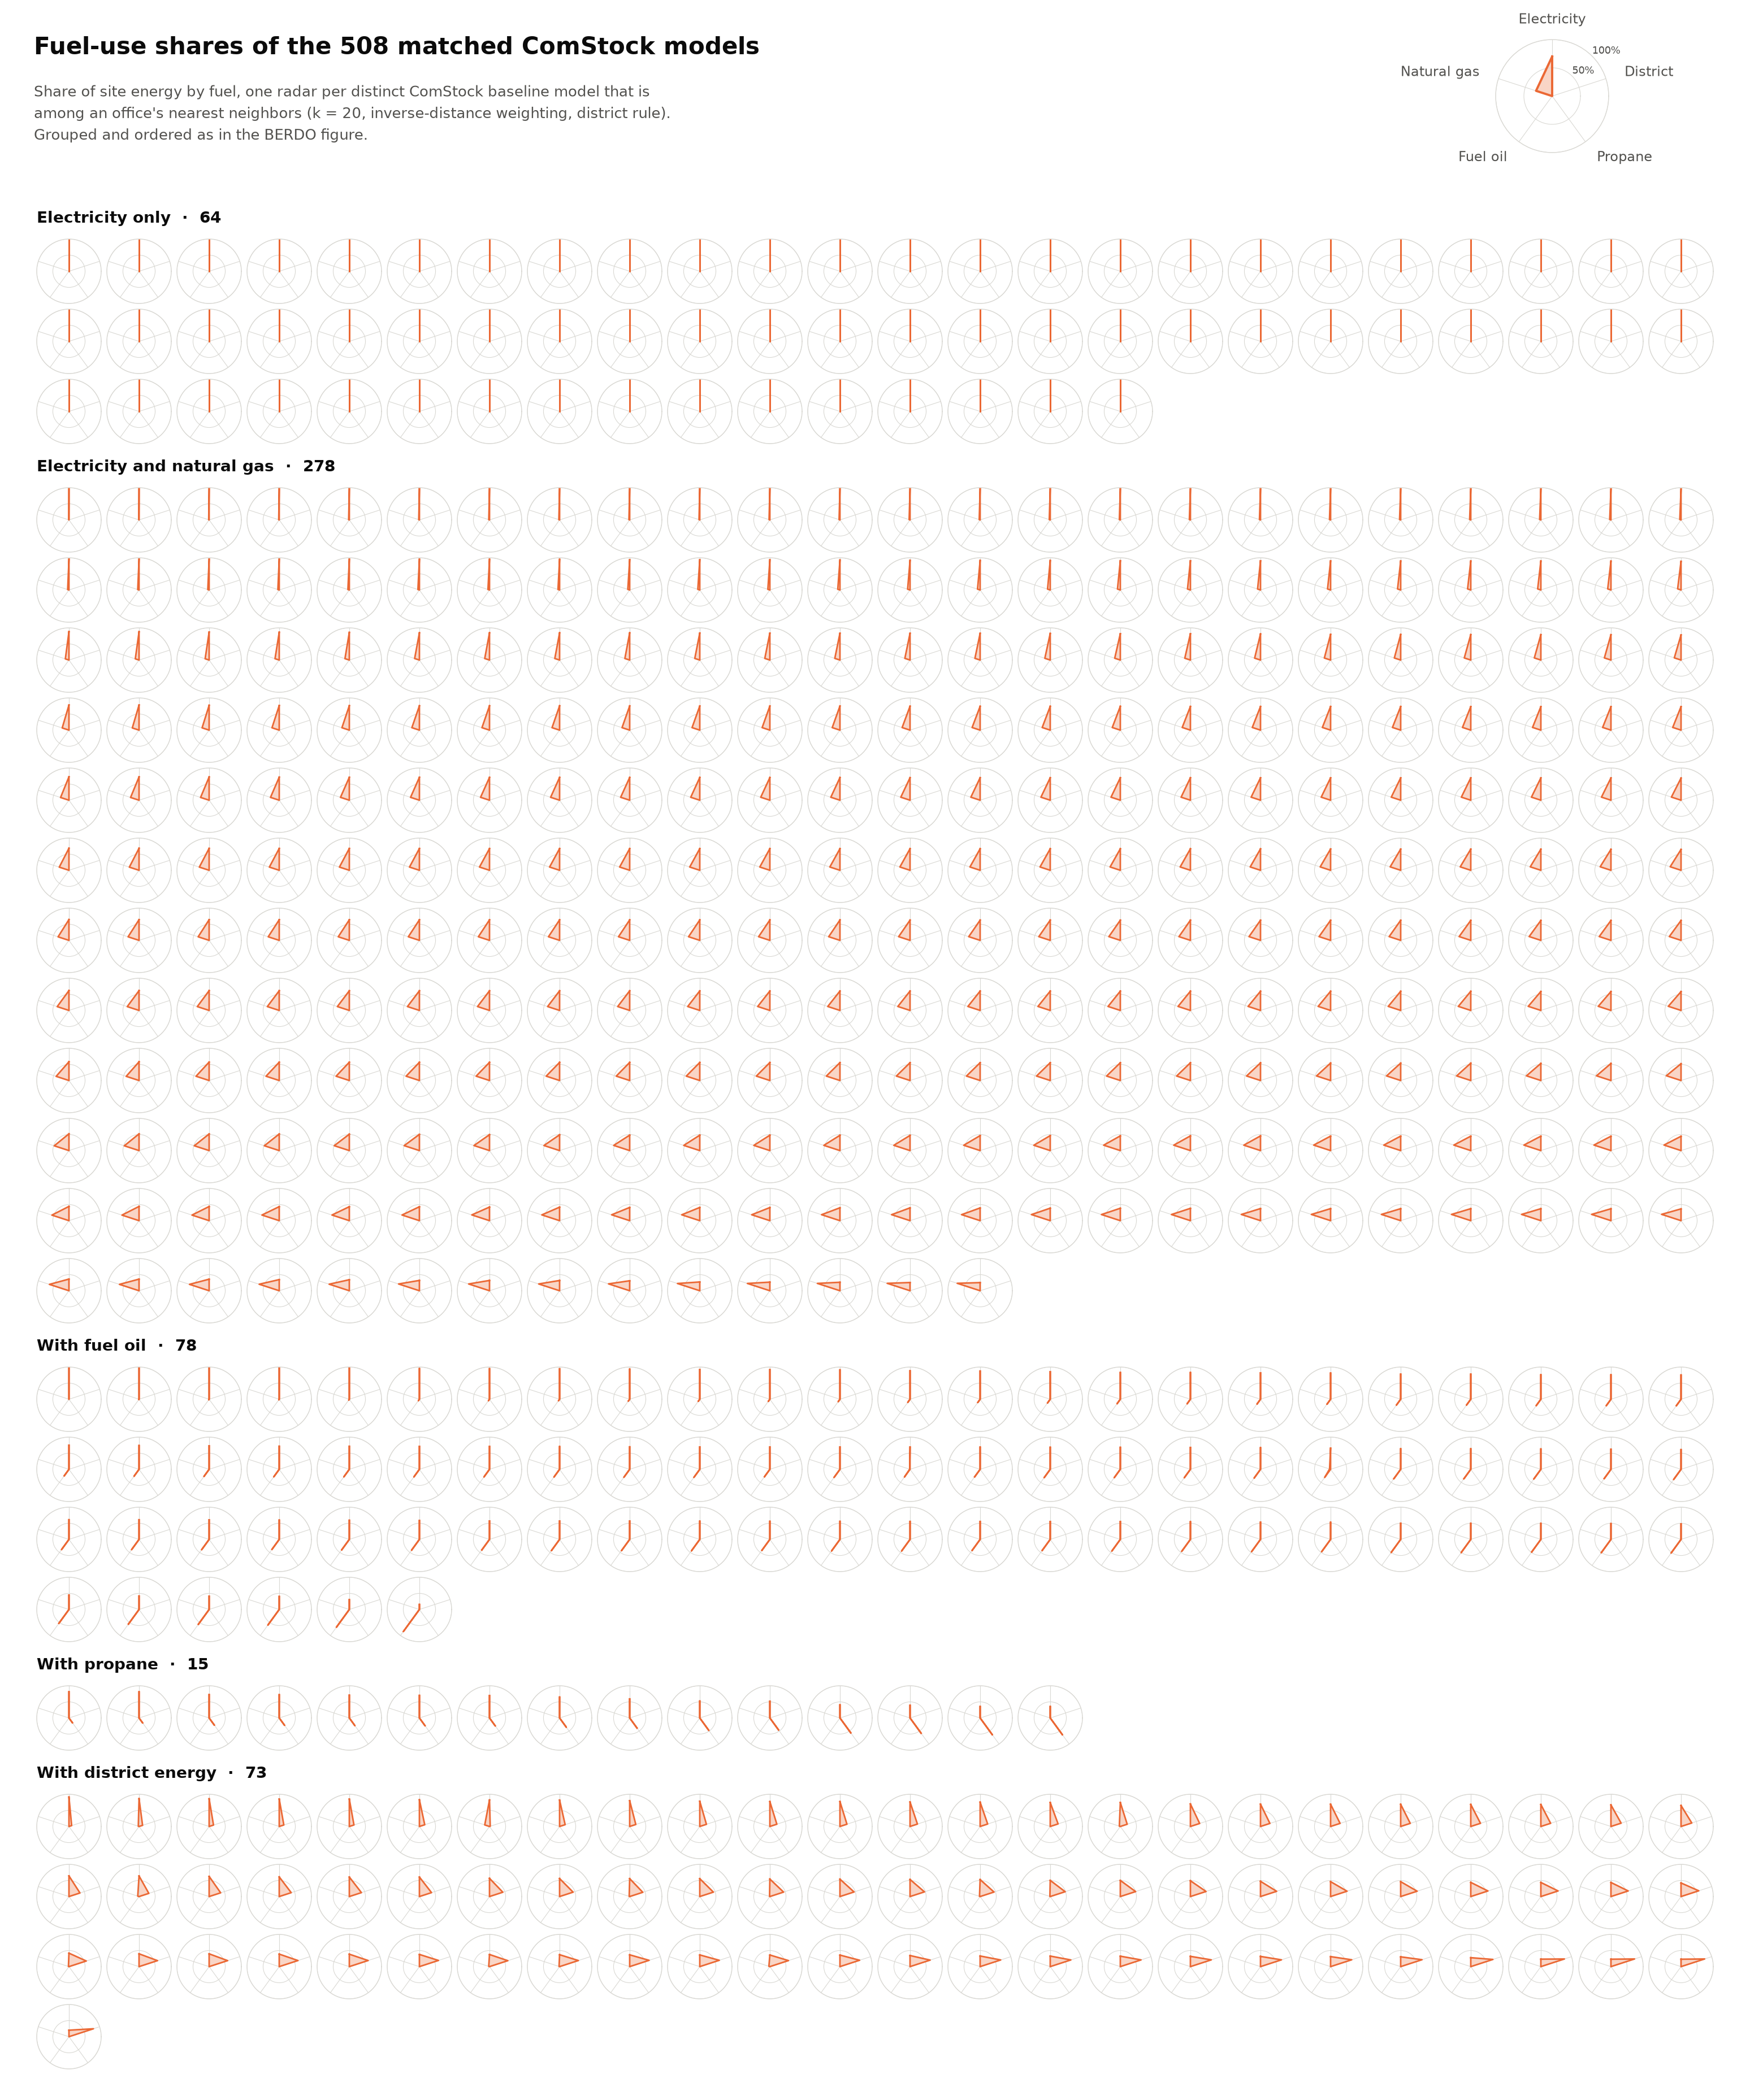 Fuel-use shares of the 508 matched ComStock models
Share of site energy by fuel, one radar per distinct ComStock baseline model that is
among an office's nearest neighbors (k = 20, inverse-distance weighting, district rule).
Grouped and ordered as in the BERDO figure.
Electricity
100%
50%
Natural gas
District
Fuel oil
Propane
Electricity only · 64
Electricity and natural gas · 278
With fuel oil · 78
With propane · 15
With district energy · 73